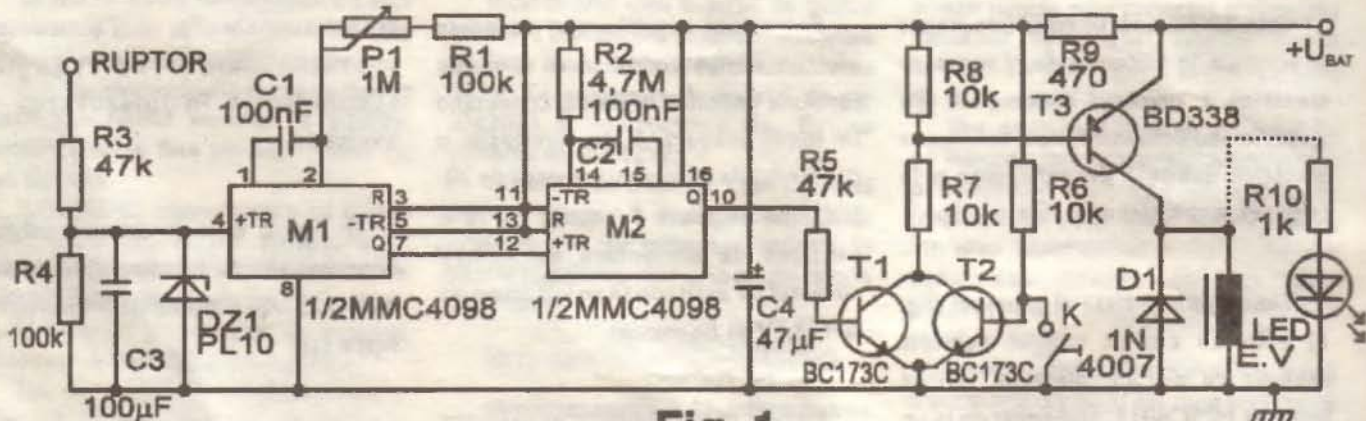 RUPTOR
R3
47k
R4
100k
C3
100µF
DZ1
PL10
C1
100nF
P1
1M
R1
100k
1
2
4
+TR
M1
R
-TR
Q
3
5
7
8
1/2MMC4098
R2
4,7M
100nF
C2
14
15
16
11
13
12
-TR
R
+TR
M2
Q
10
1/2MMC4098
C4
47µF
+
R5
47k
T1
BC173C
T2
BC173C
R8
10k
R7
10k
R6
10k
K
R9
470
T3
BD338
+U BAT
D1
1N
4007
E.V
R10
1k
LED